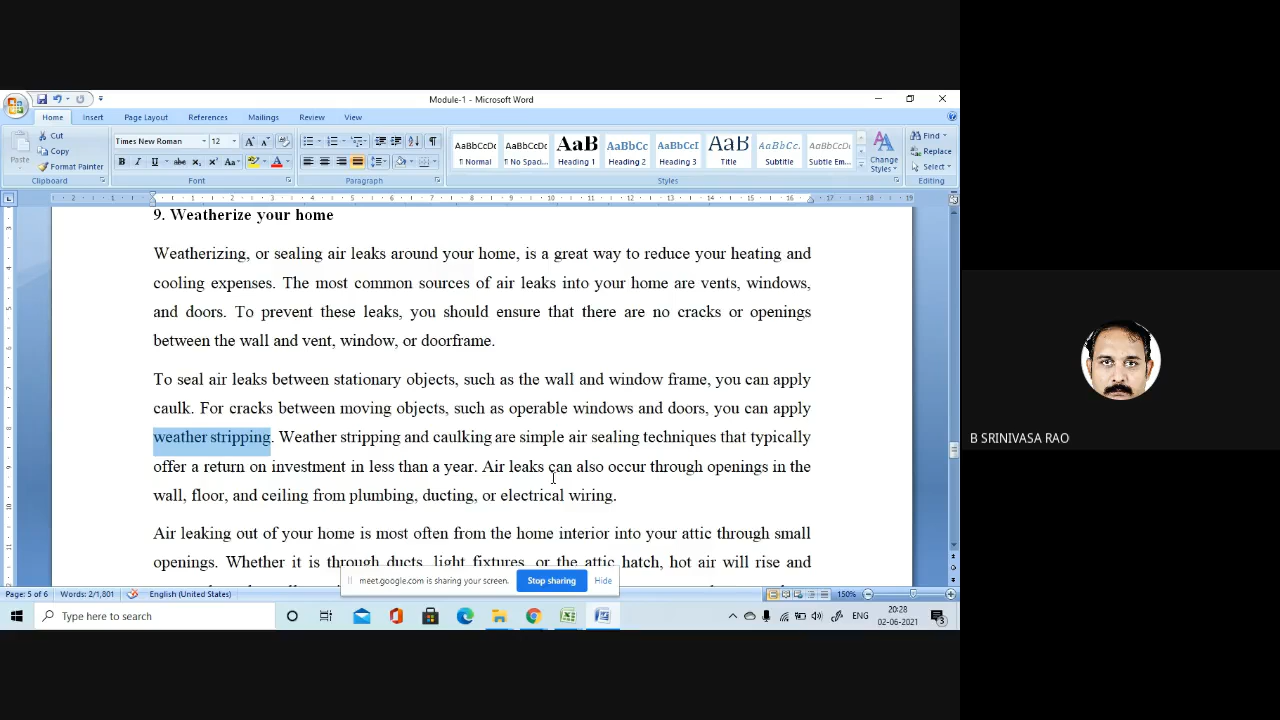 Module-1 - Microsoft Word
Home Insert Page Layout References Mailings Review View
Paste
Cut
Copy
Format Painter
Times New Roman 12
AaBbCcDc AaBbCcDc AaB AaBbCc AaBbCcI AaB AaBbCc. AaBbCcDc
¶ Normal ¶ No Spaci... Heading 1 Heading 2 Heading 3 Title Subtitle Subtle Em...
Change Styles
Find
Replace
Select
Clipboard Font Paragraph Styles Editing
9. Weatherize your home
Weatherizing, or sealing air leaks around your home, is a great way to reduce your heating and
cooling expenses. The most common sources of air leaks into your home are vents, windows,
and doors. To prevent these leaks, you should ensure that there are no cracks or openings
between the wall and vent, window, or doorframe.
To seal air leaks between stationary objects, such as the wall and window frame, you can apply
caulk. For cracks between moving objects, such as operable windows and doors, you can apply
weather stripping. Weather stripping and caulking are simple air sealing techniques that typically
offer a return on investment in less than a year. Air leaks can also occur through openings in the
wall, floor, and ceiling from plumbing, ducting, or electrical wiring.
Air leaking out of your home is most often from the home interior into your attic through small
openings. Whether it is through ducts, light fixtures, or the attic hatch, hot air will rise and
meet.google.com is sharing your screen. Stop sharing Hide
Page: 5 of 6 Words: 2/1,801 English (United States) 150%
Type here to search
ENG
20:28
02-06-2021
3
B SRINIVASA RAO